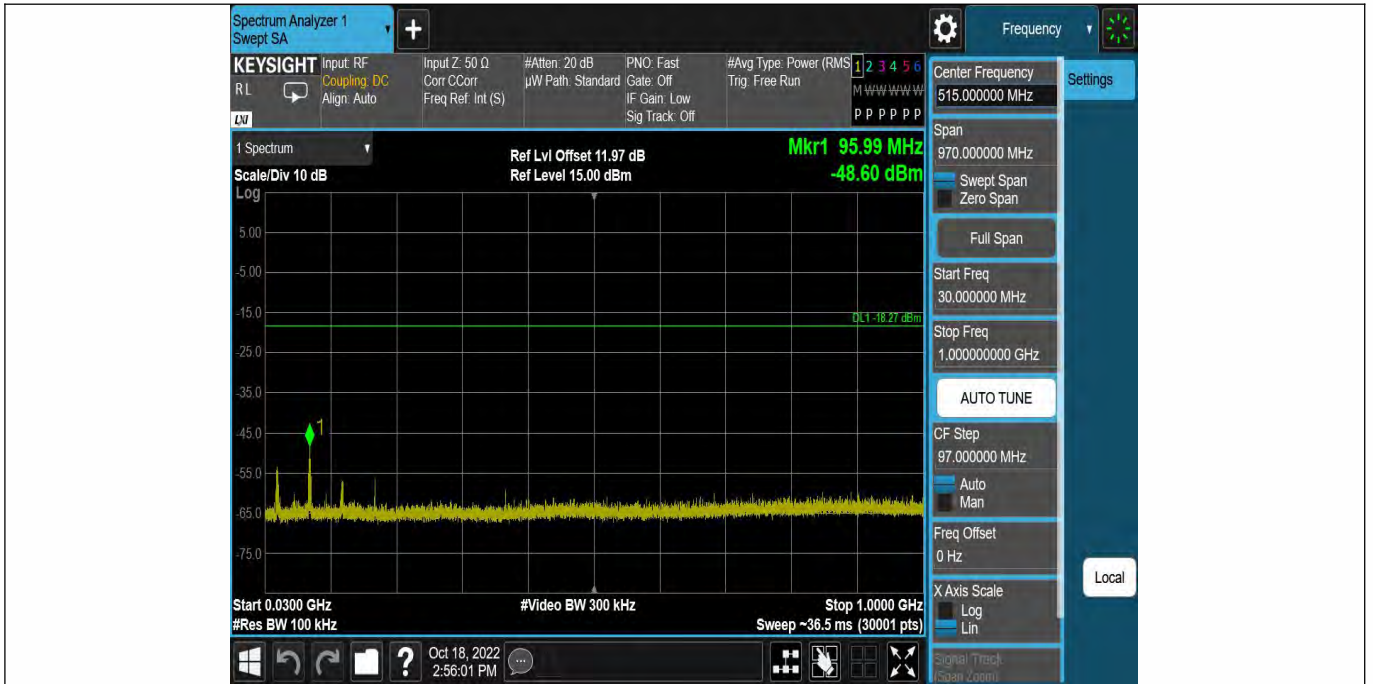 Spectrum Analyzer 1
Swept SA
+
Frequency
KEYSIGHT
RL
LXI
Input: RF
Coupling: DC
Align: Auto
Input Z: 50 Ω
Corr CCorr
Freq Ref: Int (S)
#Atten: 20 dB
µW Path: Standard
PNO: Fast
Gate: Off
IF Gain: Low
Sig Track: Off
#Avg Type: Power (RMS
Trig: Free Run
1 2 3 4 5 6
M W W W W W
P P P P P P
1 Spectrum
Scale/Div 10 dB
Log
Ref Lvl Offset 11.97 dB
Ref Level 15.00 dBm
Mkr1 95.99 MHz
-48.60 dBm
5.00
-5.00
-15.0
DL1 -18.27 dBm
-25.0
-35.0
-45.0
1
-55.0
-65.0
-75.0
Start 0.0300 GHz
#Res BW 100 kHz
#Video BW 300 kHz
Stop 1.0000 GHz
Sweep ~36.5 ms (30001 pts)
Center Frequency
515.000000 MHz
Settings
Span
970.000000 MHz
Swept Span
Zero Span
Full Span
Start Freq
30.000000 MHz
Stop Freq
1.000000000 GHz
AUTO TUNE
CF Step
97.000000 MHz
Auto
Man
Freq Offset
0 Hz
X Axis Scale
Log
Lin
Local
Signal Track
(Span Zoom)
?
Oct 18, 2022
2:56:01 PM